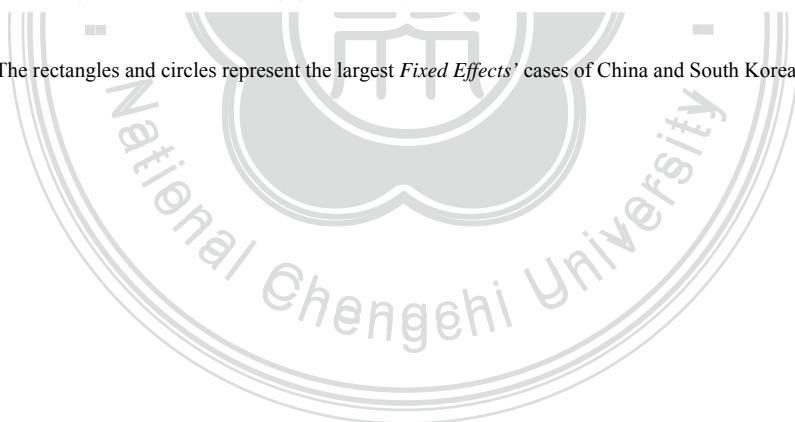 The rectangles and circles represent the largest Fixed Effects' cases of China and South Korea
National Chengchi University